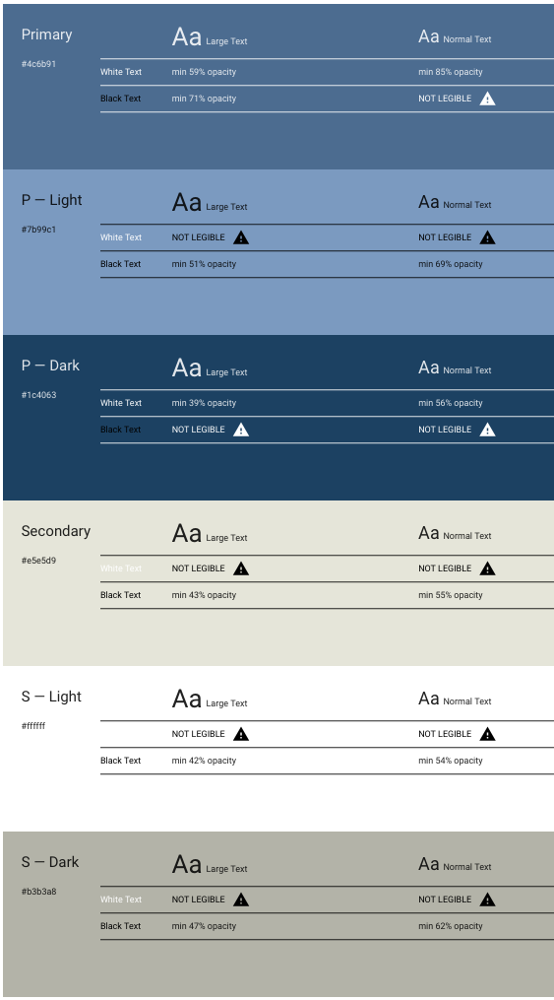 Primary
Aa Large Text
Aa Normal Text
#4c6b91
White Text min 59% opacity min 85% opacity
Black Text min 71% opacity NOT LEGIBLE
P — Light
Aa Large Text
Aa Normal Text
#7b99c1
White Text NOT LEGIBLE NOT LEGIBLE
Black Text min 51% opacity min 69% opacity
P — Dark
Aa Large Text
Aa Normal Text
#1c4063
White Text min 39% opacity min 56% opacity
Black Text NOT LEGIBLE NOT LEGIBLE
Secondary
Aa Large Text
Aa Normal Text
#e5e5d9
White Text NOT LEGIBLE NOT LEGIBLE
Black Text min 43% opacity min 55% opacity
S — Light
Aa Large Text
Aa Normal Text
#ffffff
NOT LEGIBLE NOT LEGIBLE
Black Text min 42% opacity min 54% opacity
S — Dark
Aa Large Text
Aa Normal Text
#b3b3a8
White Text NOT LEGIBLE NOT LEGIBLE
Black Text min 47% opacity min 62% opacity